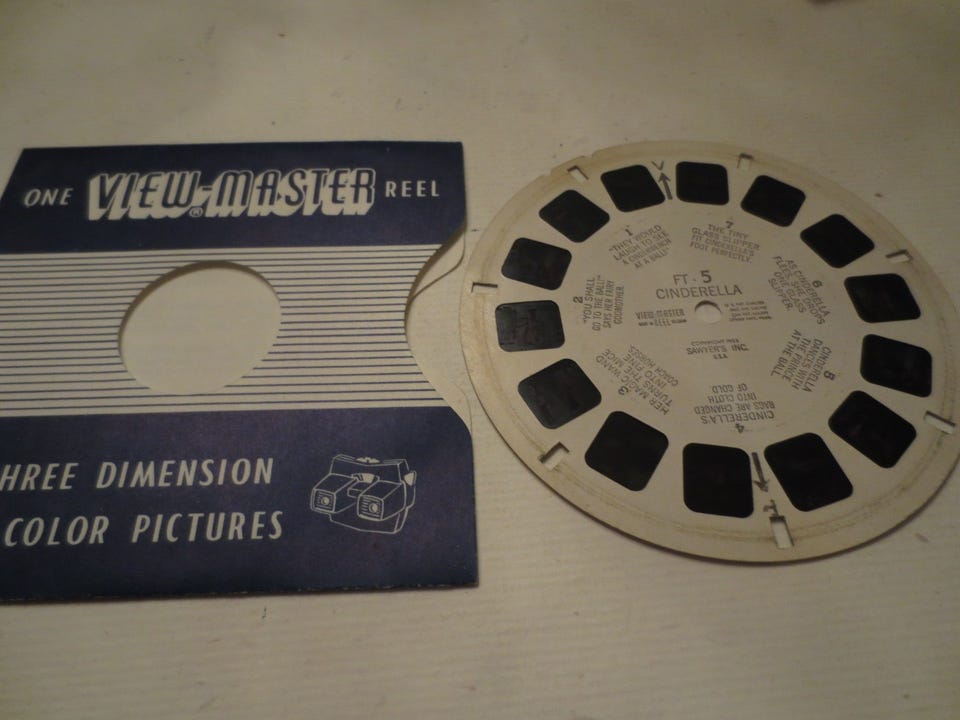 ONE VIEW-MASTER® REEL
HREE DIMENSION
COLOR PICTURES
FT-5
CINDERELLA
VIEW-MASTER
REEL
COPYRIGHT
SAWYER'S INC.
U.S.A.
1
"THEY WOULD
LAUGH TO SEE
A CINDERWENCH
AT A BALL!"
2
"YOU SHALL
GO TO THE BALL!"
SAYS HER FAIRY
GODMOTHER.
3
HER MAGIC WAND
TURNS THE MICE
INTO FINE
COACH HORSES
4
CINDERELLA'S
RAGS ARE CHANGED
INTO CLOTH
OF GOLD.
5
CINDERELLA
DANCES WITH
THE PRINCE
AT THE BALL.
6
AS CINDERELLA
FLEES, SHE DROPS
ONE GLASS
SLIPPER.
7
THE TINY
GLASS SLIPPER
FIT CINDERELLA'S
FOOT PERFECTLY.